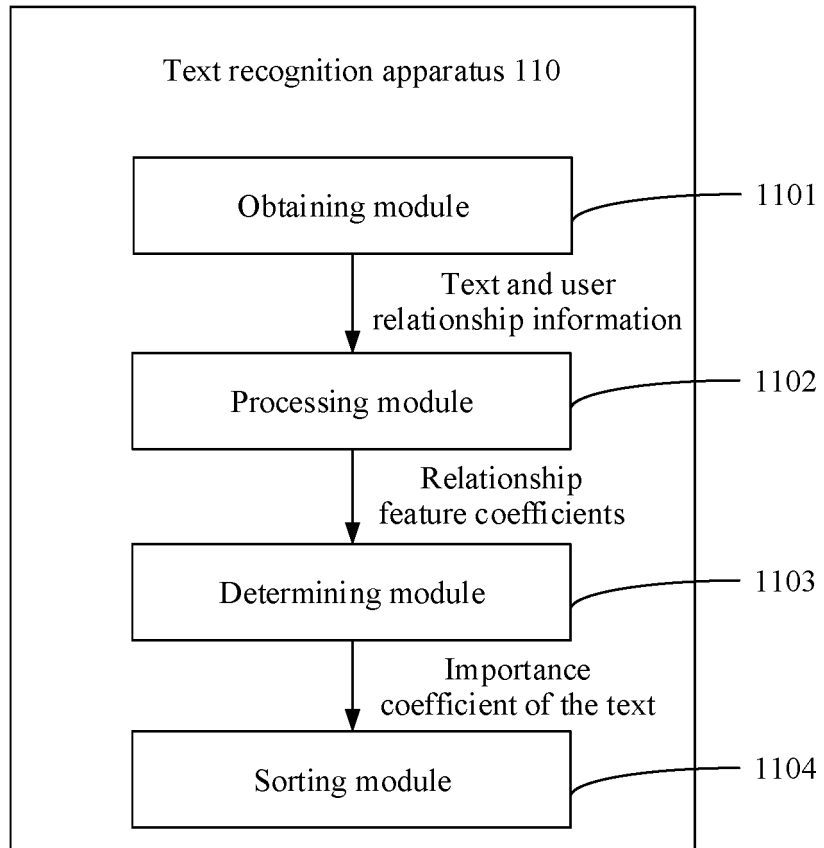 Text recognition apparatus 110
Obtaining module
1101
Text and user
relationship information
Processing module
1102
Relationship
feature coefficients
Determining module
1103
Importance
coefficient of the text
Sorting module
1104